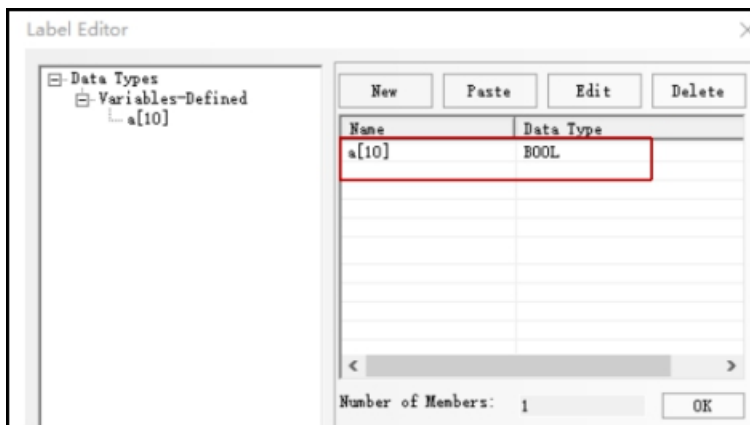 Label Editor
Data Types
Variables-Defined
a[10]
New Paste Edit Delete
Name Data Type
a[10] BOOL
Number of Members: 1 OK